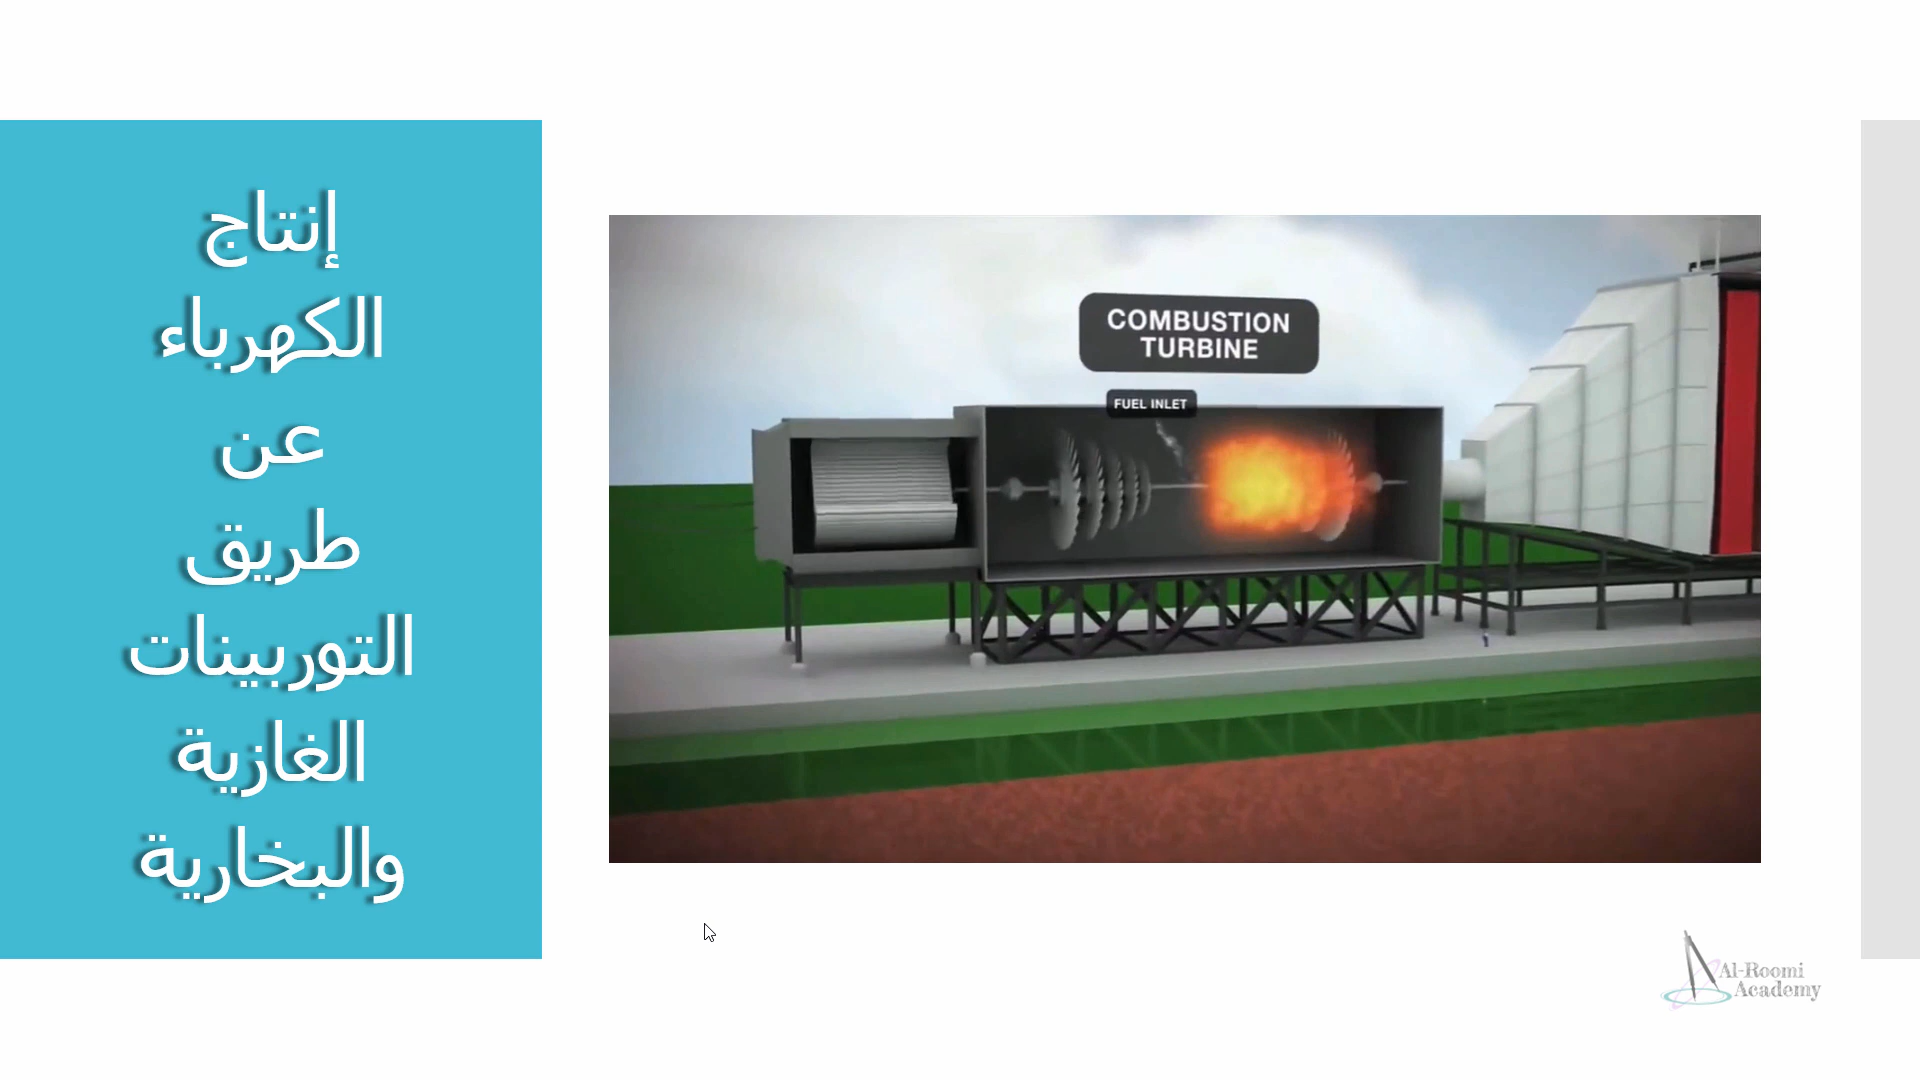 إنتاج
الكهرباء
عن
طريق
التوربينات
الغازية
والبخارية
COMBUSTION
TURBINE
FUEL INLET
Al-Roomi
Academy